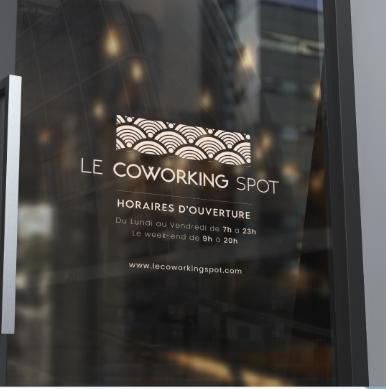 LE COWORKING SPOT
HORAIRES D'OUVERTURE
Du Lundi au Vendredi de 7h à 23h
Le week-end de 9h à 20h
www.lecoworkingspot.com